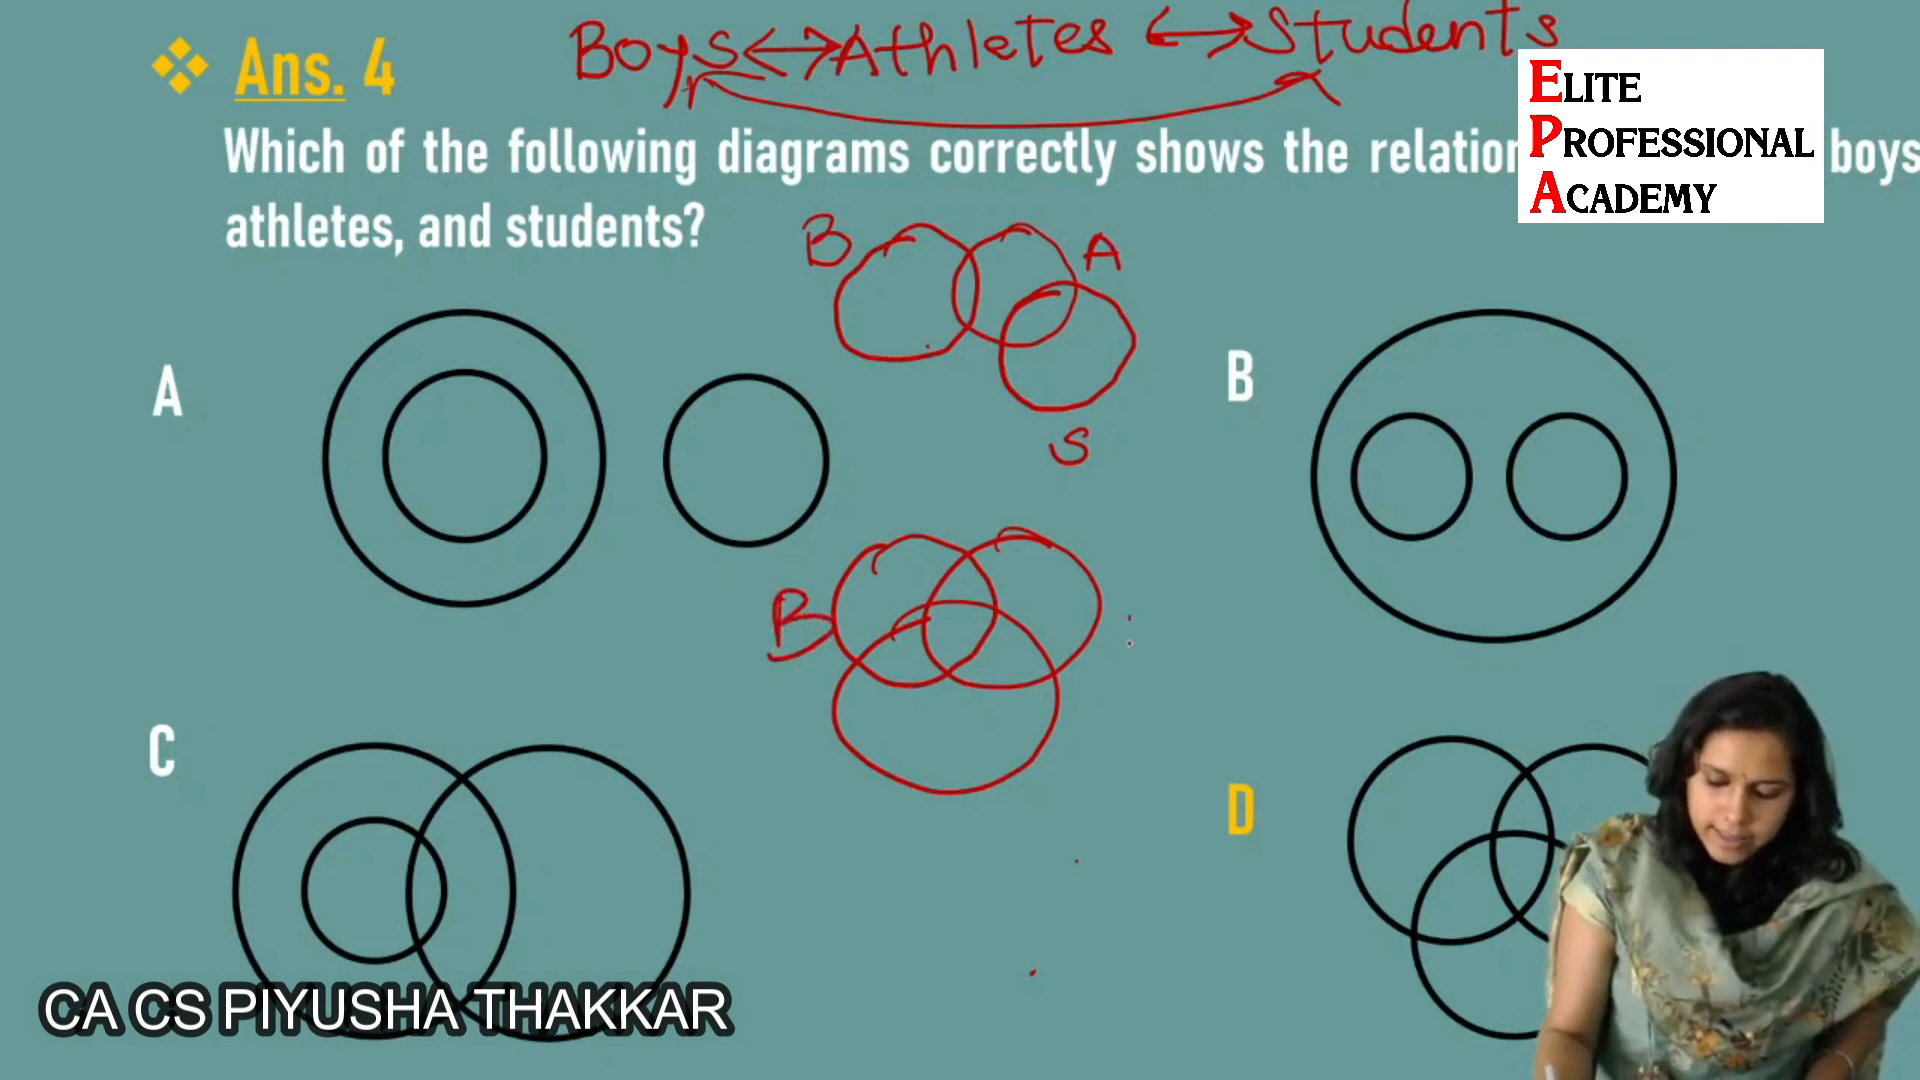 Boys <-> Athletes <-> Students
❖ Ans. 4
Which of the following diagrams correctly shows the relation boys
athletes, and students?
ELITE
PROFESSIONAL
ACADEMY
B
A
S
A
B
B
C
D
CA CS PIYUSHA THAKKAR